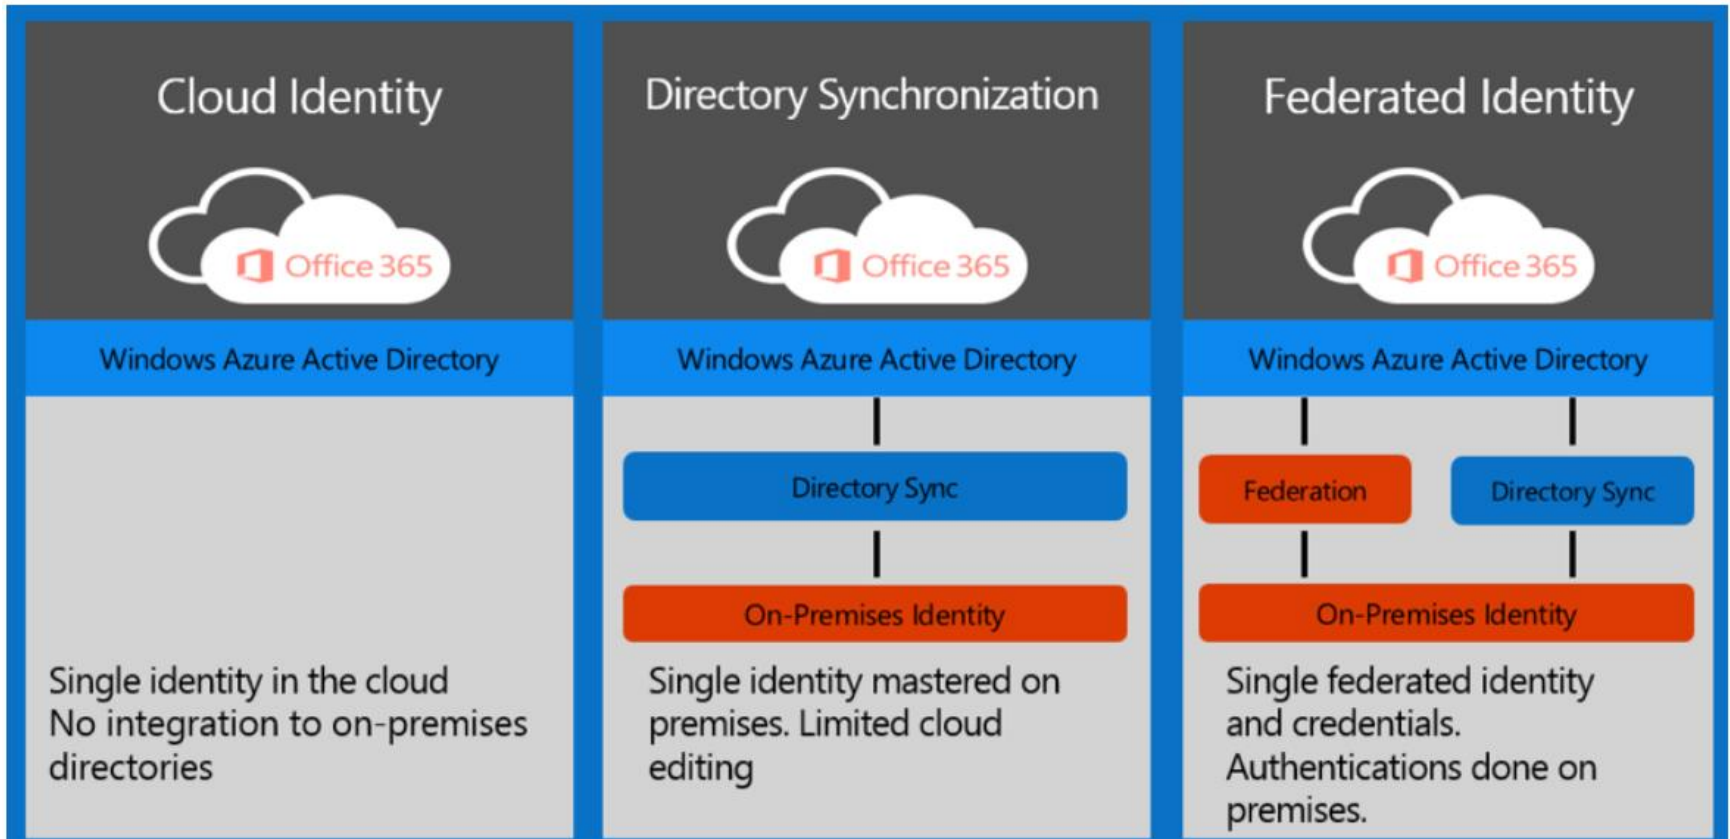 Cloud Identity
Office 365
Windows Azure Active Directory
Single identity in the cloud
No integration to on-premises
directories
Directory Synchronization
Office 365
Windows Azure Active Directory
Directory Sync
On-Premises Identity
Single identity mastered on
premises. Limited cloud
editing
Federated Identity
Office 365
Windows Azure Active Directory
Federation
Directory Sync
On-Premises Identity
Single federated identity
and credentials.
Authentications done on
premises.